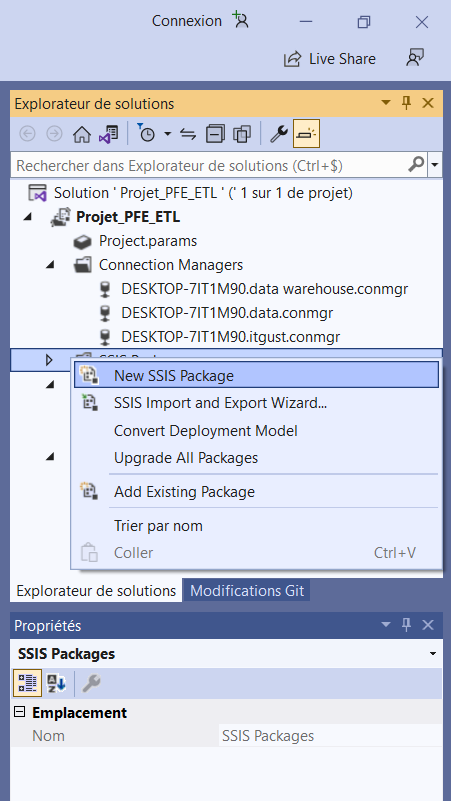 Connexion
Live Share
Explorateur de solutions
Rechercher dans Explorateur de solutions (Ctrl+$)
Solution ' Projet_PFE_ETL ' (' 1 sur 1 de projet)
Projet_PFE_ETL
Project.params
Connection Managers
DESKTOP-7IT1M90.data warehouse.conmgr
DESKTOP-7IT1M90.data.conmgr
DESKTOP-7IT1M90.itgust.conmgr
New SSIS Package
SSIS Import and Export Wizard...
Convert Deployment Model
Upgrade All Packages
Add Existing Package
Trier par nom
Coller Ctrl+V
Explorateur de solutions Modifications Git
Propriétés
SSIS Packages
Emplacement
Nom SSIS Packages